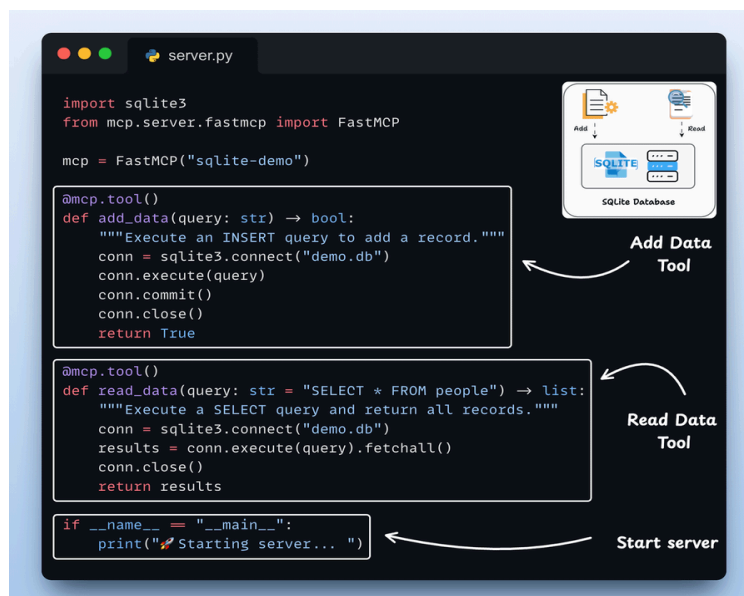 server.py
import sqlite3
from mcp.server.fastmcp import FastMCP
mcp = FastMCP("sqlite-demo")
@mcp.tool()
def add_data(query: str) → bool:
"""Execute an INSERT query to add a record."""
conn = sqlite3.connect("demo.db")
conn.execute(query)
conn.commit()
conn.close()
return True
@mcp.tool()
def read_data(query: str = "SELECT * FROM people") → list:
"""Execute a SELECT query and return all records."""
conn = sqlite3.connect("demo.db")
results = conn.execute(query).fetchall()
conn.close()
return results
if __name__ == "__main__":
print("🚀 Starting server... ")
Add
Read
SQLITE
SQLite Database
Add Data
Tool
Read Data
Tool
Start server